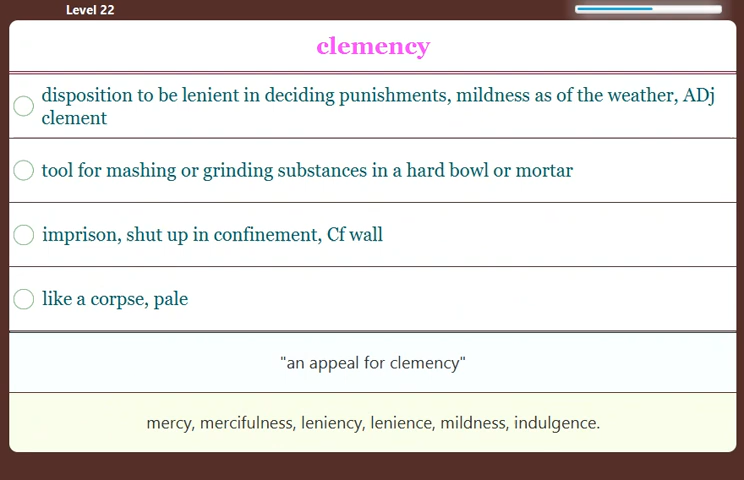 Level 22
clemency
disposition to be lenient in deciding punishments, mildness as of the weather, ADj
clement
tool for mashing or grinding substances in a hard bowl or mortar
imprison, shut up in confinement, Cf wall
like a corpse, pale
"an appeal for clemency"
mercy, mercifulness, leniency, lenience, mildness, indulgence.